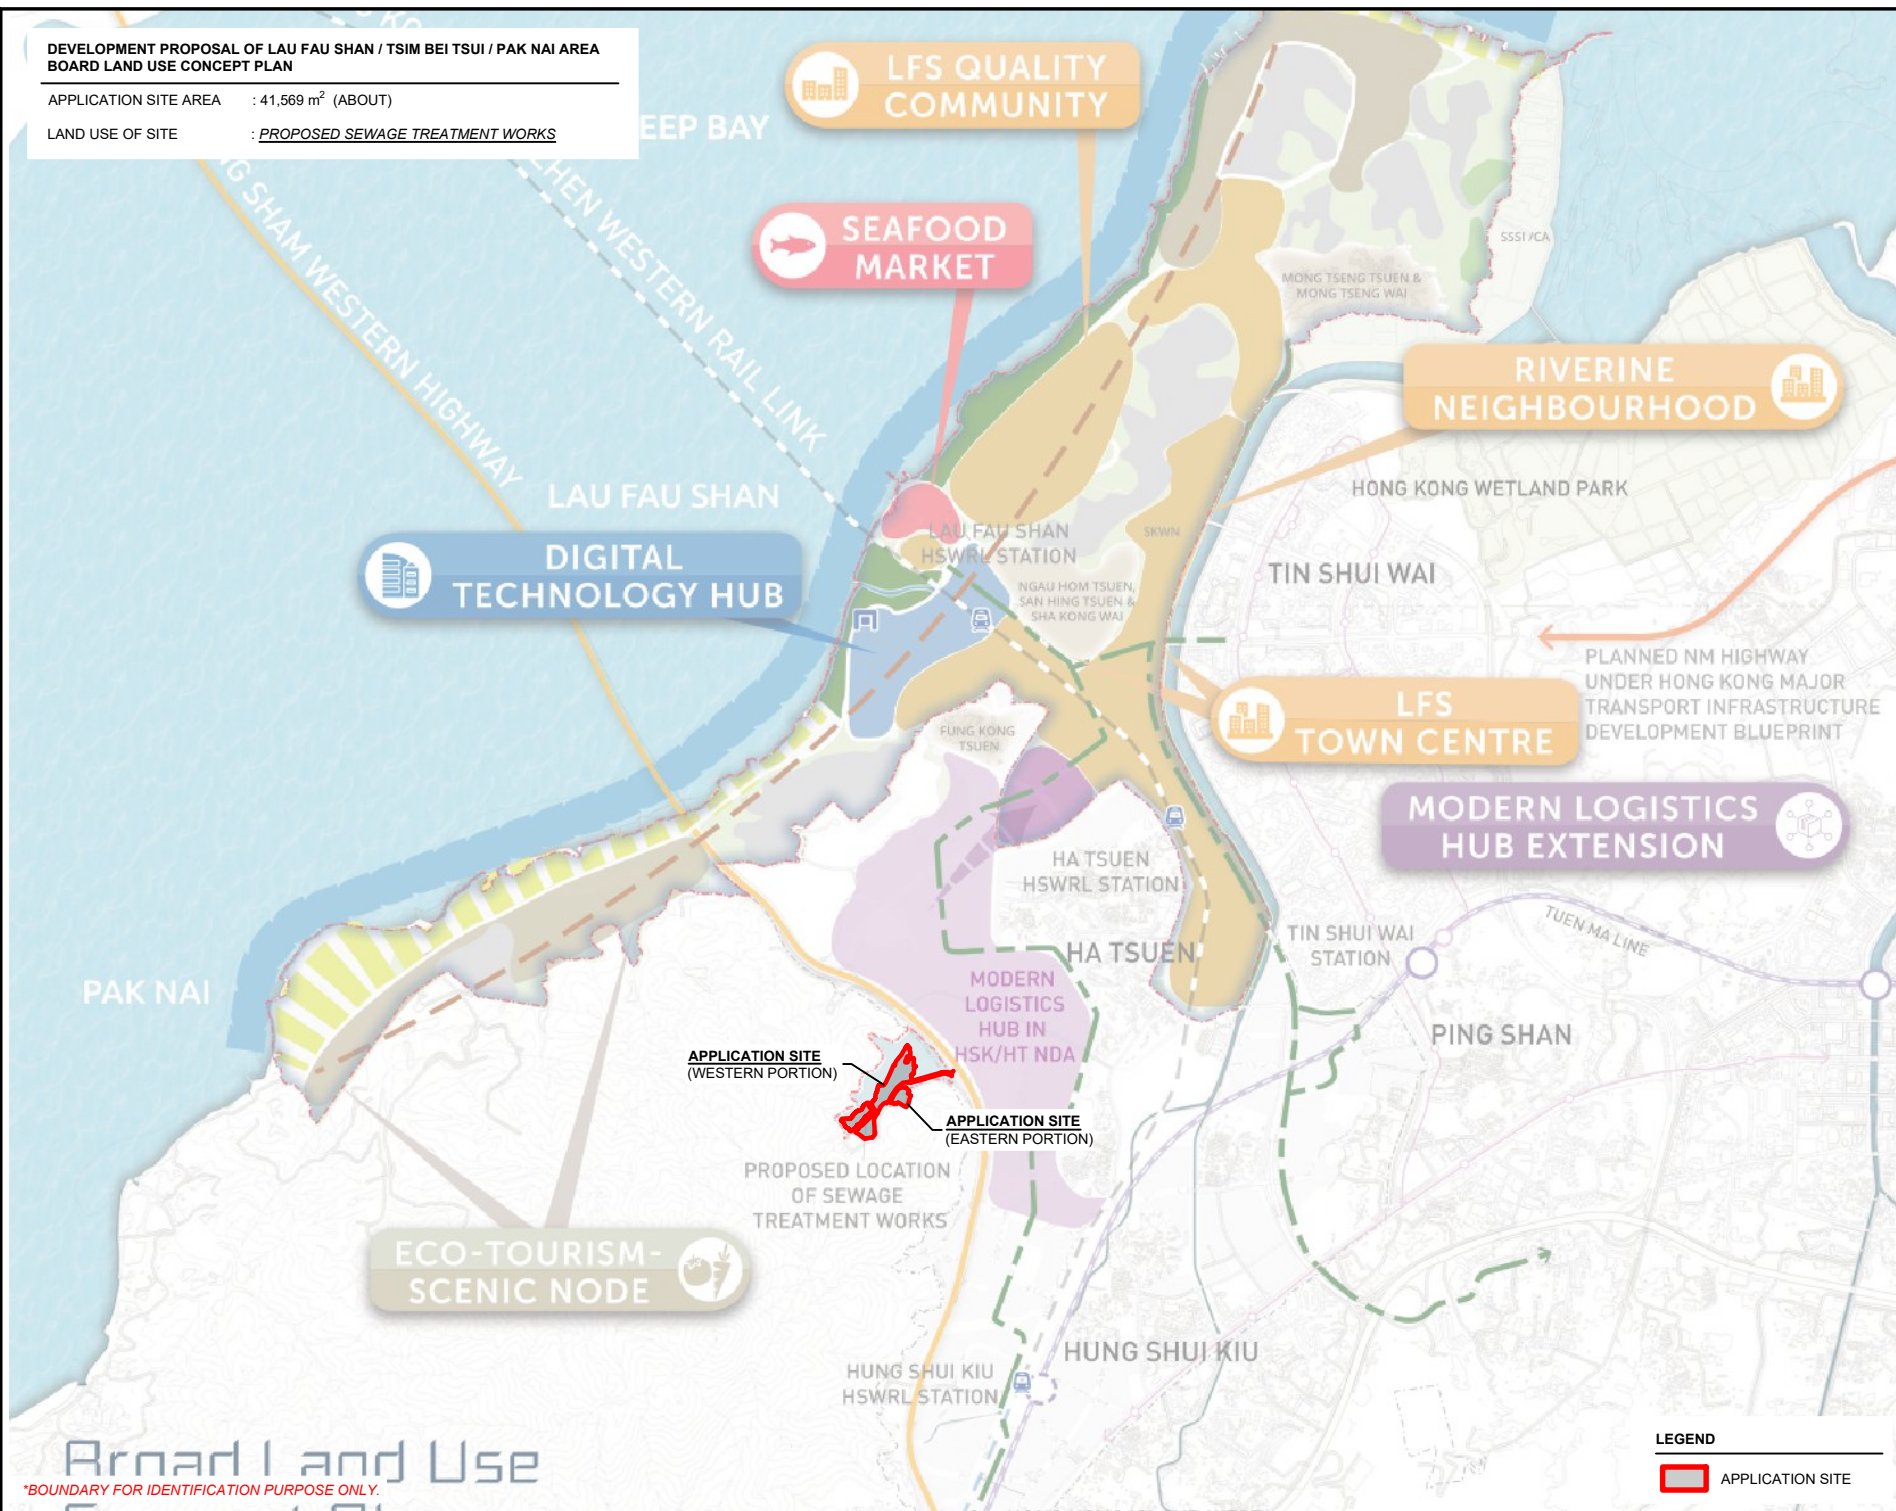 DEVELOPMENT PROPOSAL OF LAU FAU SHAN / TSIM BEI TSUI / PAK NAI AREA
BOARD LAND USE CONCEPT PLAN
APPLICATION SITE AREA : 41,569 m² (ABOUT)
LAND USE OF SITE : PROPOSED SEWAGE TREATMENT WORKS
EEP BAY
LFS QUALITY
COMMUNITY
SEAFOOD
MARKET
NG SHAM WESTERN HIGHWAY
ZHEN WESTERN RAIL LINK
SSSI /CA
MONG TSENG TSUEN &
MONG TSENG WAI
RIVERINE
NEIGHBOURHOOD
HONG KONG WETLAND PARK
LAU FAU SHAN
LAU FAU SHAN
HSWRL STATION
SKWN
DIGITAL
TECHNOLOGY HUB
TIN SHUI WAI
NGAU HOM TSUEN,
SAN HING TSUEN &
SHA KONG WAI
PLANNED NM HIGHWAY
UNDER HONG KONG MAJOR
TRANSPORT INFRASTRUCTURE
DEVELOPMENT BLUEPRINT
LFS
TOWN CENTRE
FUNG KONG
TSUEN
MODERN LOGISTICS
HUB EXTENSION
HA TSUEN
HSWRL STATION
TUEN MA LINE
TIN SHUI WAI
STATION
HA TSUEN
PAK NAI
MODERN
LOGISTICS
HUB IN
HSK/HT NDA
PING SHAN
APPLICATION SITE
(WESTERN PORTION)
APPLICATION SITE
(EASTERN PORTION)
PROPOSED LOCATION
OF SEWAGE
TREATMENT WORKS
ECO-TOURISM-
SCENIC NODE
HUNG SHUI KIU
HUNG SHUI KIU
HSWRL STATION
Broad Land Use
*BOUNDARY FOR IDENTIFICATION PURPOSE ONLY.
LEGEND
APPLICATION SITE